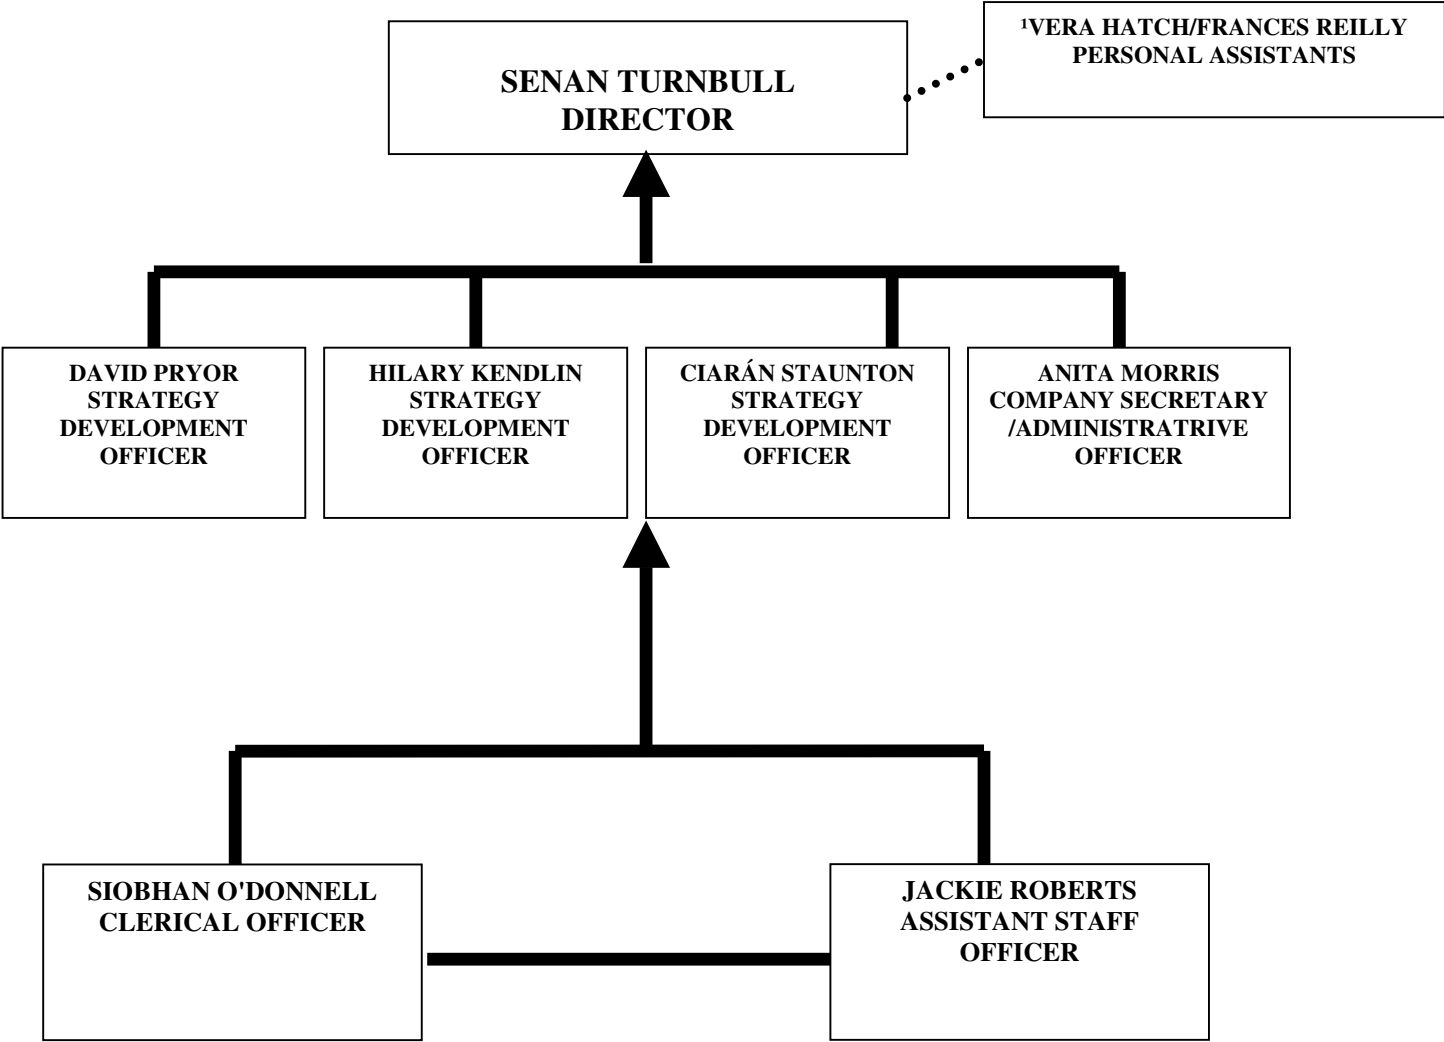 ¹VERA HATCH/FRANCES REILLY
PERSONAL ASSISTANTS
SENAN TURNBULL
DIRECTOR
DAVID PRYOR
STRATEGY
DEVELOPMENT
OFFICER
HILARY KENDLIN
STRATEGY
DEVELOPMENT
OFFICER
CIARÁN STAUNTON
STRATEGY
DEVELOPMENT
OFFICER
ANITA MORRIS
COMPANY SECRETARY
/ADMINISTRATRIVE
OFFICER
SIOBHAN O'DONNELL
CLERICAL OFFICER
JACKIE ROBERTS
ASSISTANT STAFF
OFFICER